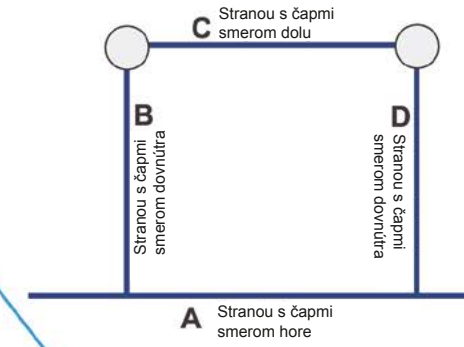 C Stranou s čapmi
smerom dolu
B
Stranou s čapmi
smerom dovnútra
D
Stranou s čapmi
smerom dovnútra
A Stranou s čapmi
smerom hore